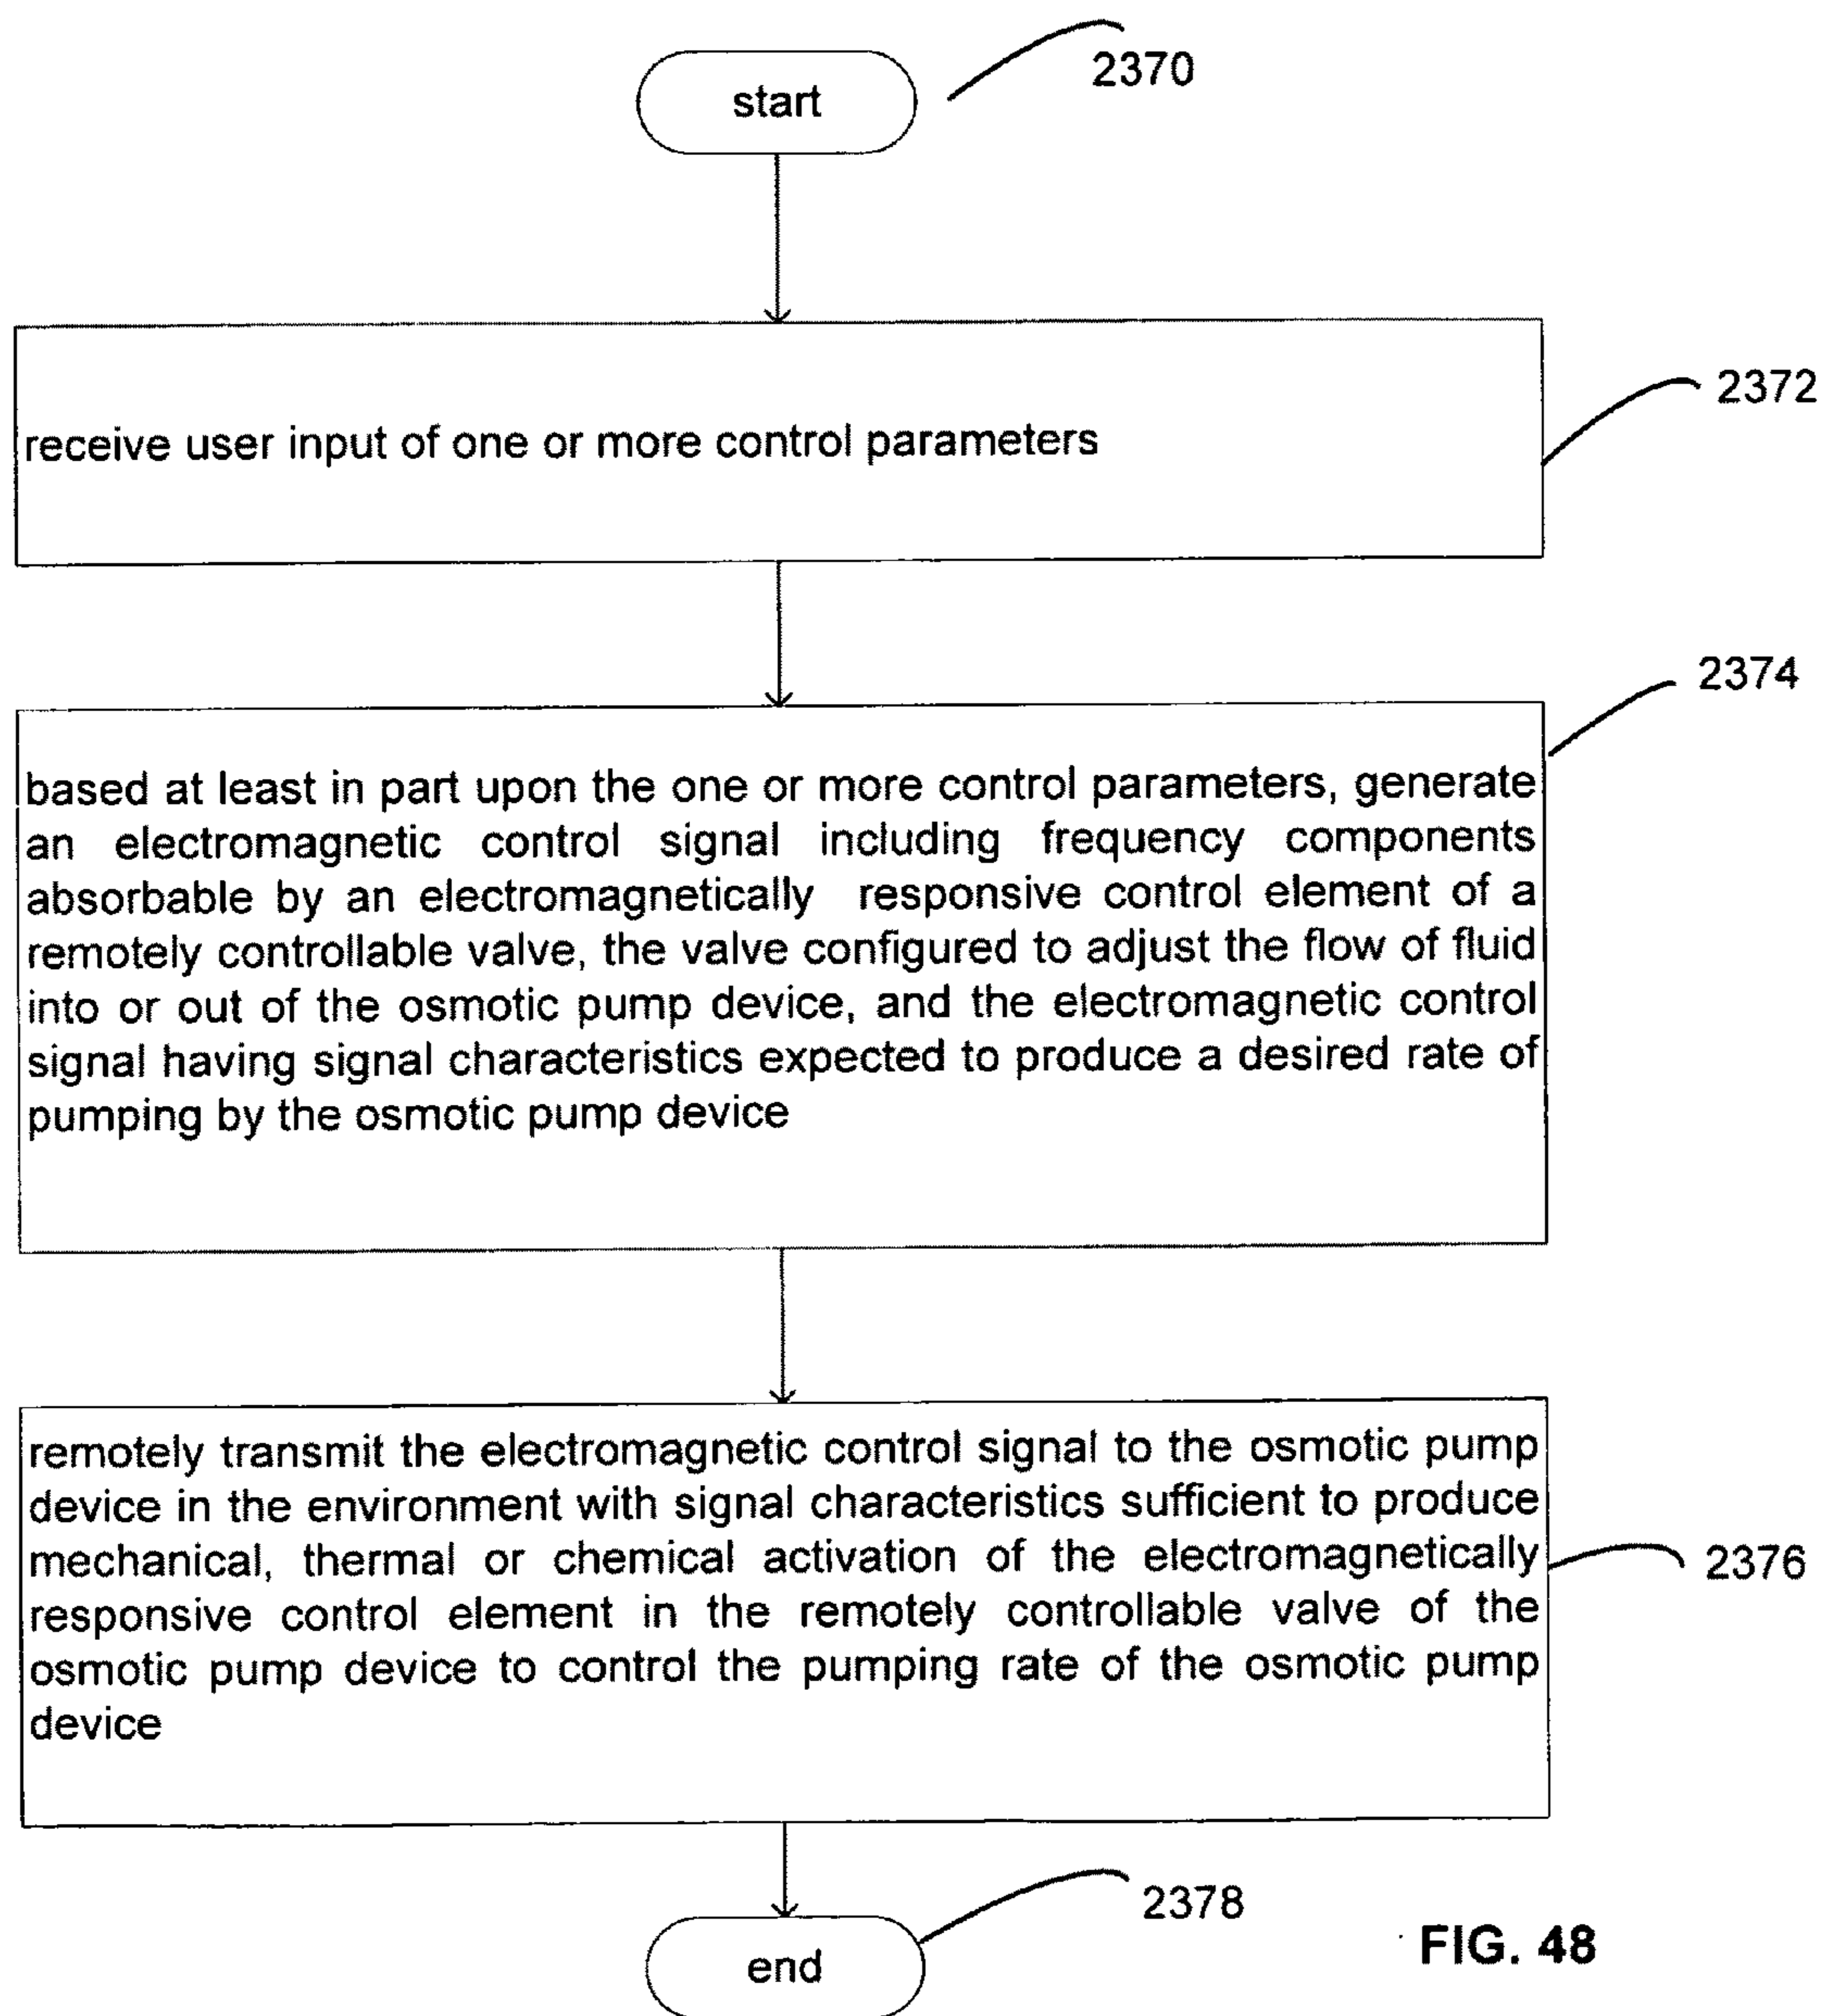 2370
start
receive user input of one or more control parameters
2372
2374
based at least in part upon the one or more control parameters, generate
an electromagnetic control signal including frequency components
absorbable by an electromagnetically responsive control element of a
remotely controllable valve, the valve configured to adjust the flow of fluid
into or out of the osmotic pump device, and the electromagnetic control
signal having signal characteristics expected to produce a desired rate of
pumping by the osmotic pump device
remotely transmit the electromagnetic control signal to the osmotic pump
device in the environment with signal characteristics sufficient to produce
mechanical, thermal or chemical activation of the electromagnetically
responsive control element in the remotely controllable valve of the
osmotic pump device to control the pumping rate of the osmotic pump
device
2376
2378
end
FIG. 48